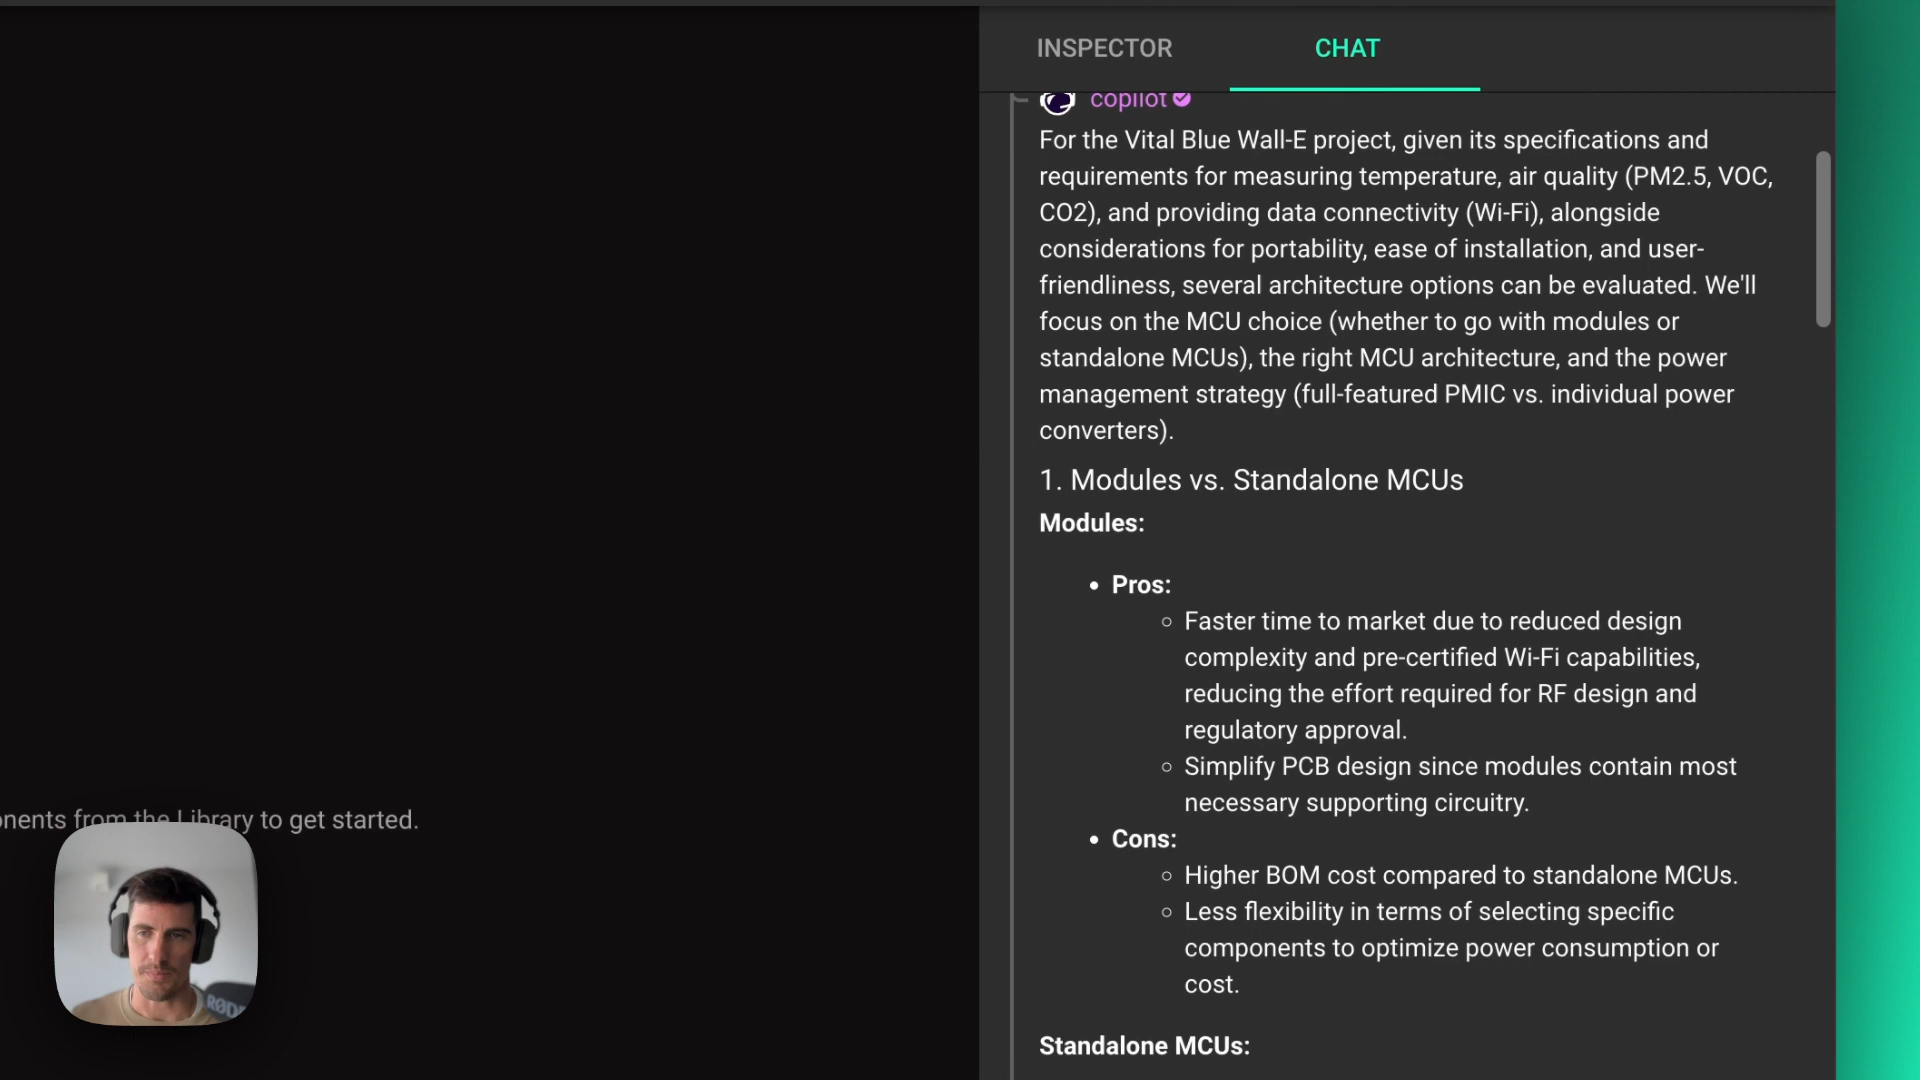 INSPECTOR
CHAT
copilot
For the Vital Blue Wall-E project, given its specifications and
requirements for measuring temperature, air quality (PM2.5, VOC,
CO2), and providing data connectivity (Wi-Fi), alongside
considerations for portability, ease of installation, and user-
friendliness, several architecture options can be evaluated. We'll
focus on the MCU choice (whether to go with modules or
standalone MCUs), the right MCU architecture, and the power
management strategy (full-featured PMIC vs. individual power
converters).
1. Modules vs. Standalone MCUs
Modules:
• Pros:
Faster time to market due to reduced design
complexity and pre-certified Wi-Fi capabilities,
reducing the effort required for RF design and
regulatory approval.
Simplify PCB design since modules contain most
necessary supporting circuitry.
• Cons:
Higher BOM cost compared to standalone MCUs.
Less flexibility in terms of selecting specific
components to optimize power consumption or
cost.
Standalone MCUs:
onents from the Library to get started.